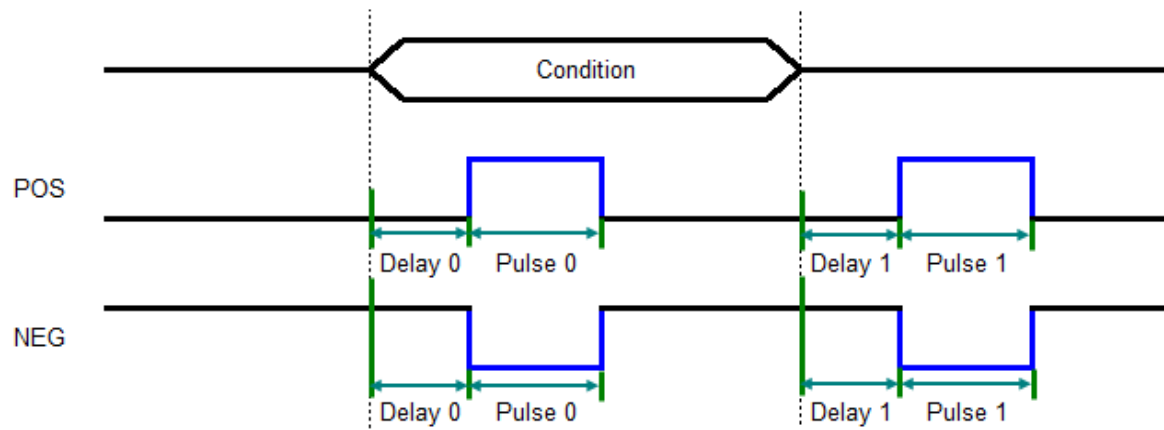 Condition
POS
Delay 0 Pulse 0 Delay 1 Pulse 1
NEG
Delay 0 Pulse 0 Delay 1 Pulse 1